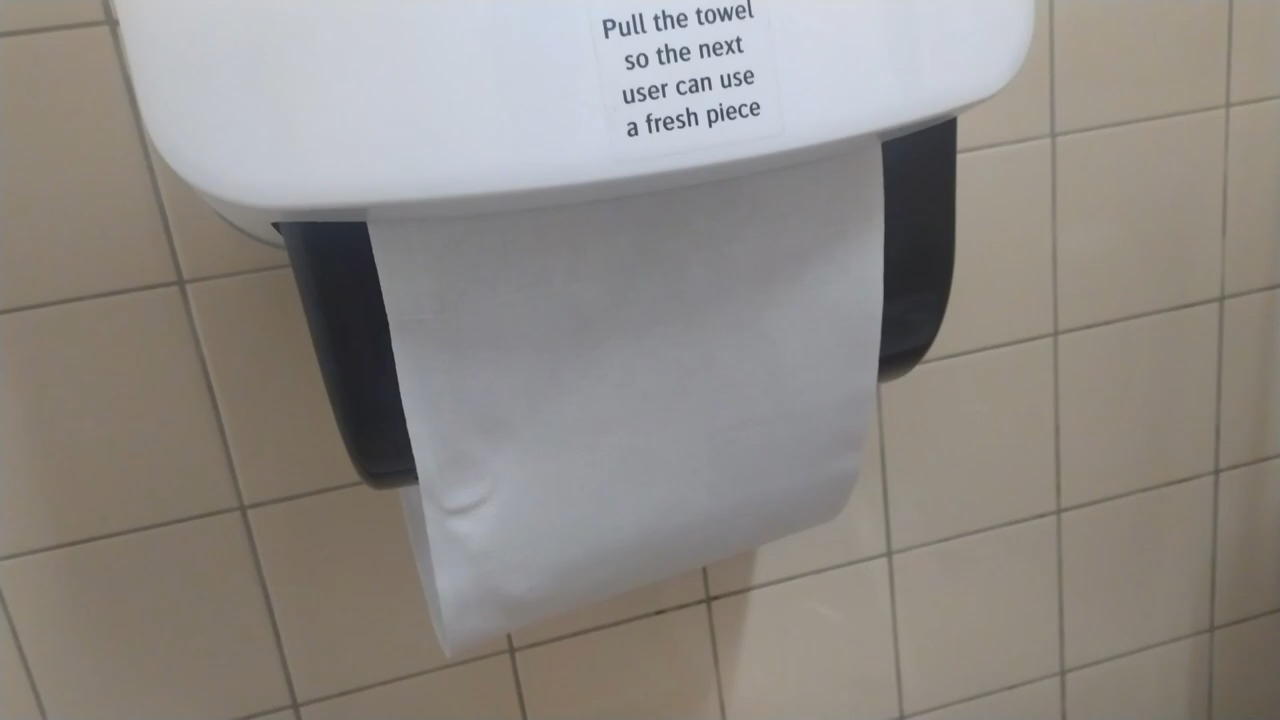 Pull the towel
so the next
user can use
a fresh piece